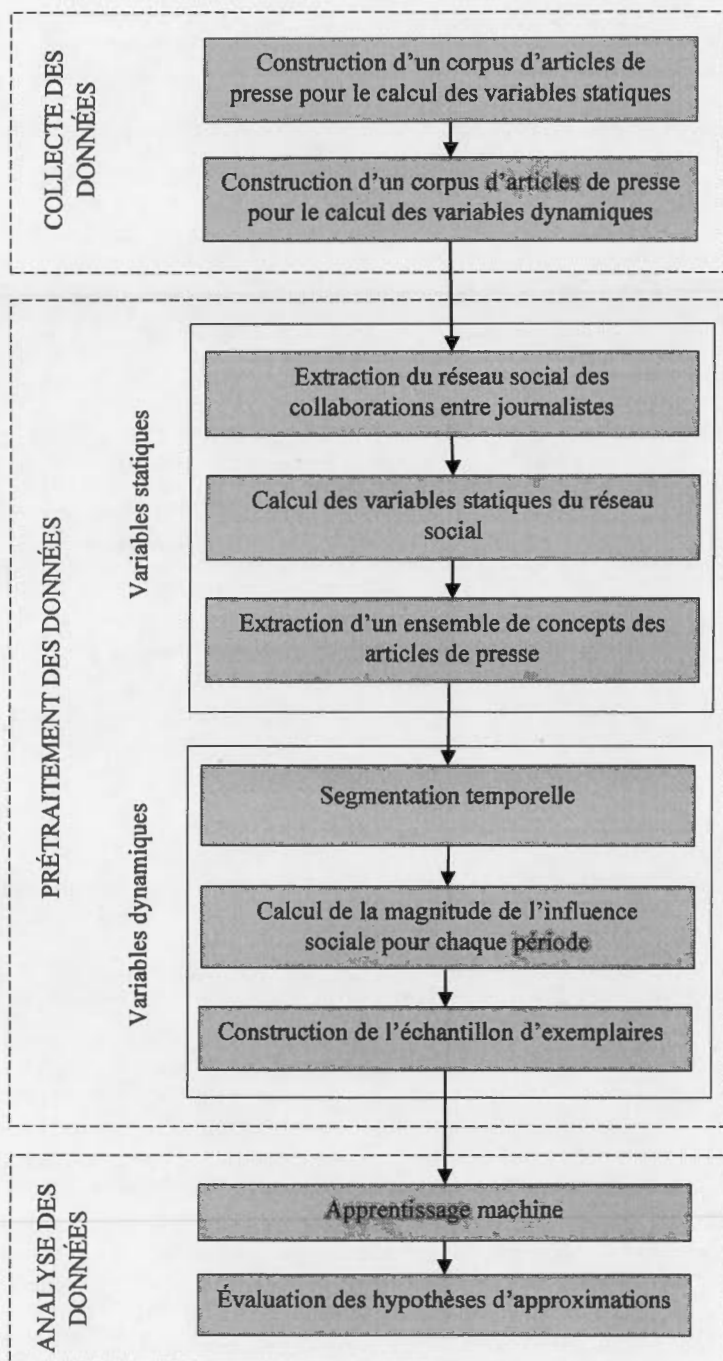 COLLECTE DES
DONNÉES
Construction d'un corpus d'articles de
presse pour le calcul des variables statiques
Construction d'un corpus d'articles de presse
pour le calcul des variables dynamiques
PRÉTRAITEMENT DES DONNÉES
Variables statiques
Extraction du réseau social des
collaborations entre journalistes
Calcul des variables statiques du réseau
social
Extraction d'un ensemble de concepts des
articles de presse
Variables dynamiques
Segmentation temporelle
Calcul de la magnitude de l'influence
sociale pour chaque période
Construction de l'échantillon d'exemplaires
ANALYSE DES
DONNÉES
Apprentissage machine
Évaluation des hypothèses d'approximations